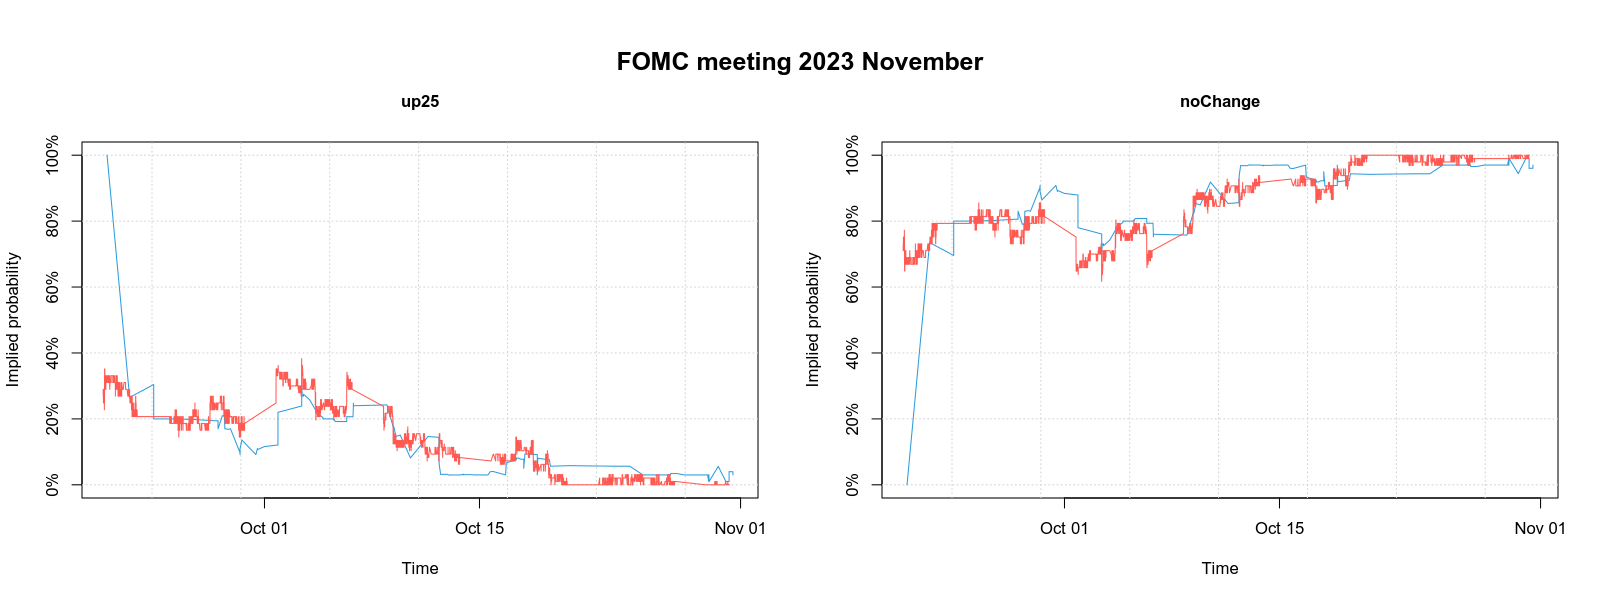 FOMC meeting 2023 November
up25
Implied probability
100%
80%
60%
40%
20%
0%
Oct 01
Oct 15
Nov 01
Time
noChange
Implied probability
100%
80%
60%
40%
20%
0%
Oct 01
Oct 15
Nov 01
Time